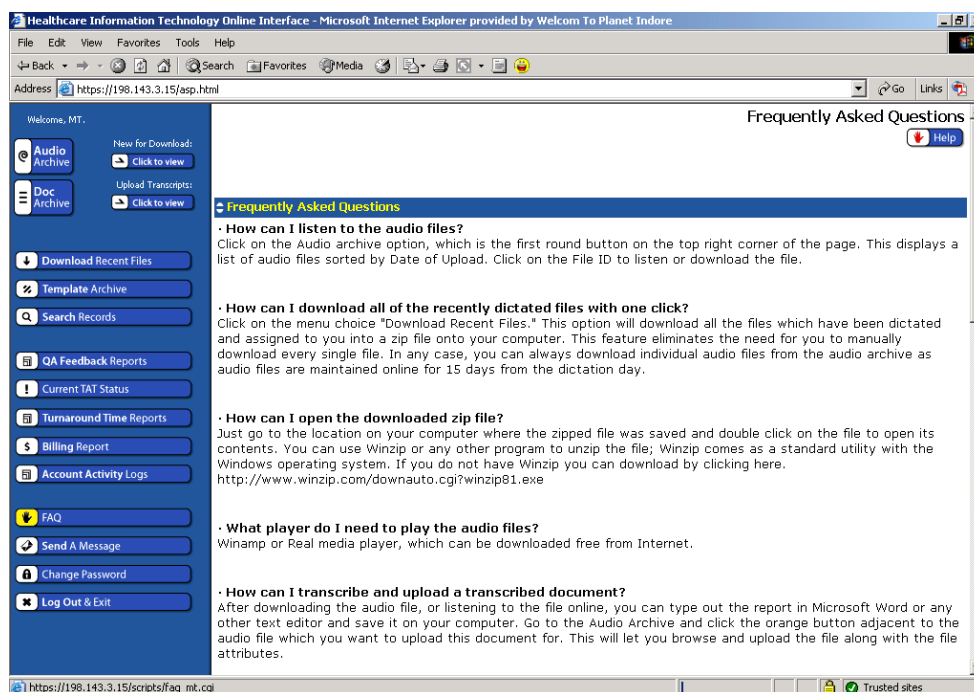 Healthcare Information Technology Online Interface - Microsoft Internet Explorer provided by Welcom To Planet Indore
File Edit View Favorites Tools Help
Back Search Favorites Media
Address https://198.143.3.15/asp.html Go Links
Welcome, MT.
Audio Archive
New for Download:
Click to view
Doc Archive
Upload Transcripts:
Click to view
Download Recent Files
Template Archive
Search Records
QA Feedback Reports
Current TAT Status
Turnaround Time Reports
Billing Report
Account Activity Logs
FAQ
Send A Message
Change Password
Log Out & Exit
Frequently Asked Questions
Help
Frequently Asked Questions
· How can I listen to the audio files?
Click on the Audio archive option, which is the first round button on the top right corner of the page. This displays a
list of audio files sorted by Date of Upload. Click on the File ID to listen or download the file.
· How can I download all of the recently dictated files with one click?
Click on the menu choice "Download Recent Files." This option will download all the files which have been dictated
and assigned to you into a zip file onto your computer. This feature eliminates the need for you to manually
download every single file. In any case, you can always download individual audio files from the audio archive as
audio files are maintained online for 15 days from the dictation day.
· How can I open the downloaded zip file?
Just go to the location on your computer where the zipped file was saved and double click on the file to open its
contents. You can use Winzip or any other program to unzip the file; Winzip comes as a standard utility with the
Windows operating system. If you do not have Winzip you can download by clicking here.
http://www.winzip.com/downauto.cgi?winzip81.exe
· What player do I need to play the audio files?
Winamp or Real media player, which can be downloaded free from Internet.
· How can I transcribe and upload a transcribed document?
After downloading the audio file, or listening to the file online, you can type out the report in Microsoft Word or any
other text editor and save it on your computer. Go to the Audio Archive and click the orange button adjacent to the
audio file which you want to upload this document for. This will let you browse and upload the file along with the file
attributes.
https://198.143.3.15/scripts/faq_mt.cgi
Trusted sites